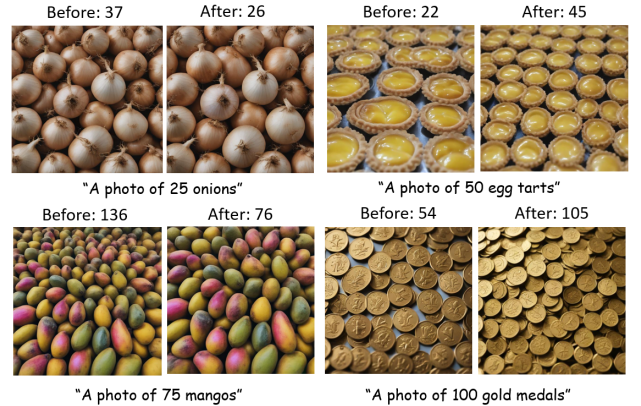 Before: 37
After: 26
Before: 22
After: 45
"A photo of 25 onions"
"A photo of 50 egg tarts"
Before: 136
After: 76
Before: 54
After: 105
"A photo of 75 mangos"
"A photo of 100 gold medals"